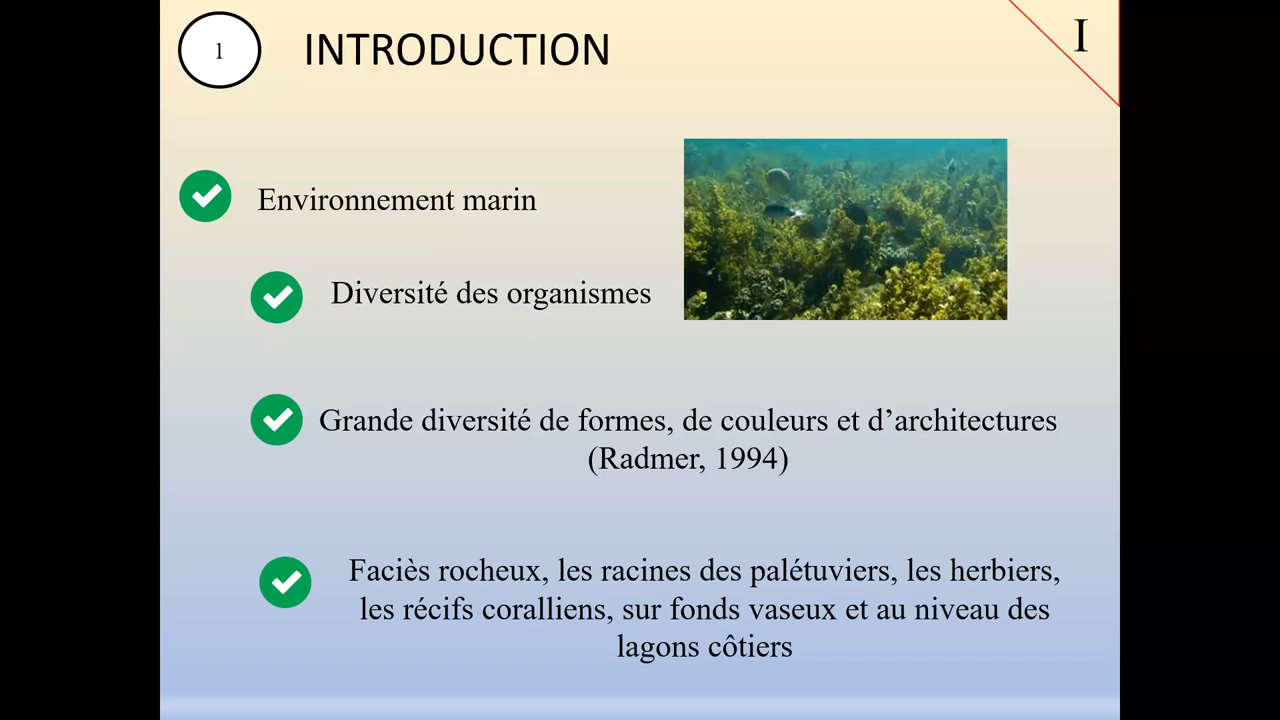 1
INTRODUCTION
I
Environnement marin
Diversité des organismes
Grande diversité de formes, de couleurs et d’architectures
(Radmer, 1994)
Faciès rocheux, les racines des palétuviers, les herbiers,
les récifs coralliens, sur fonds vaseux et au niveau des
lagons côtiers